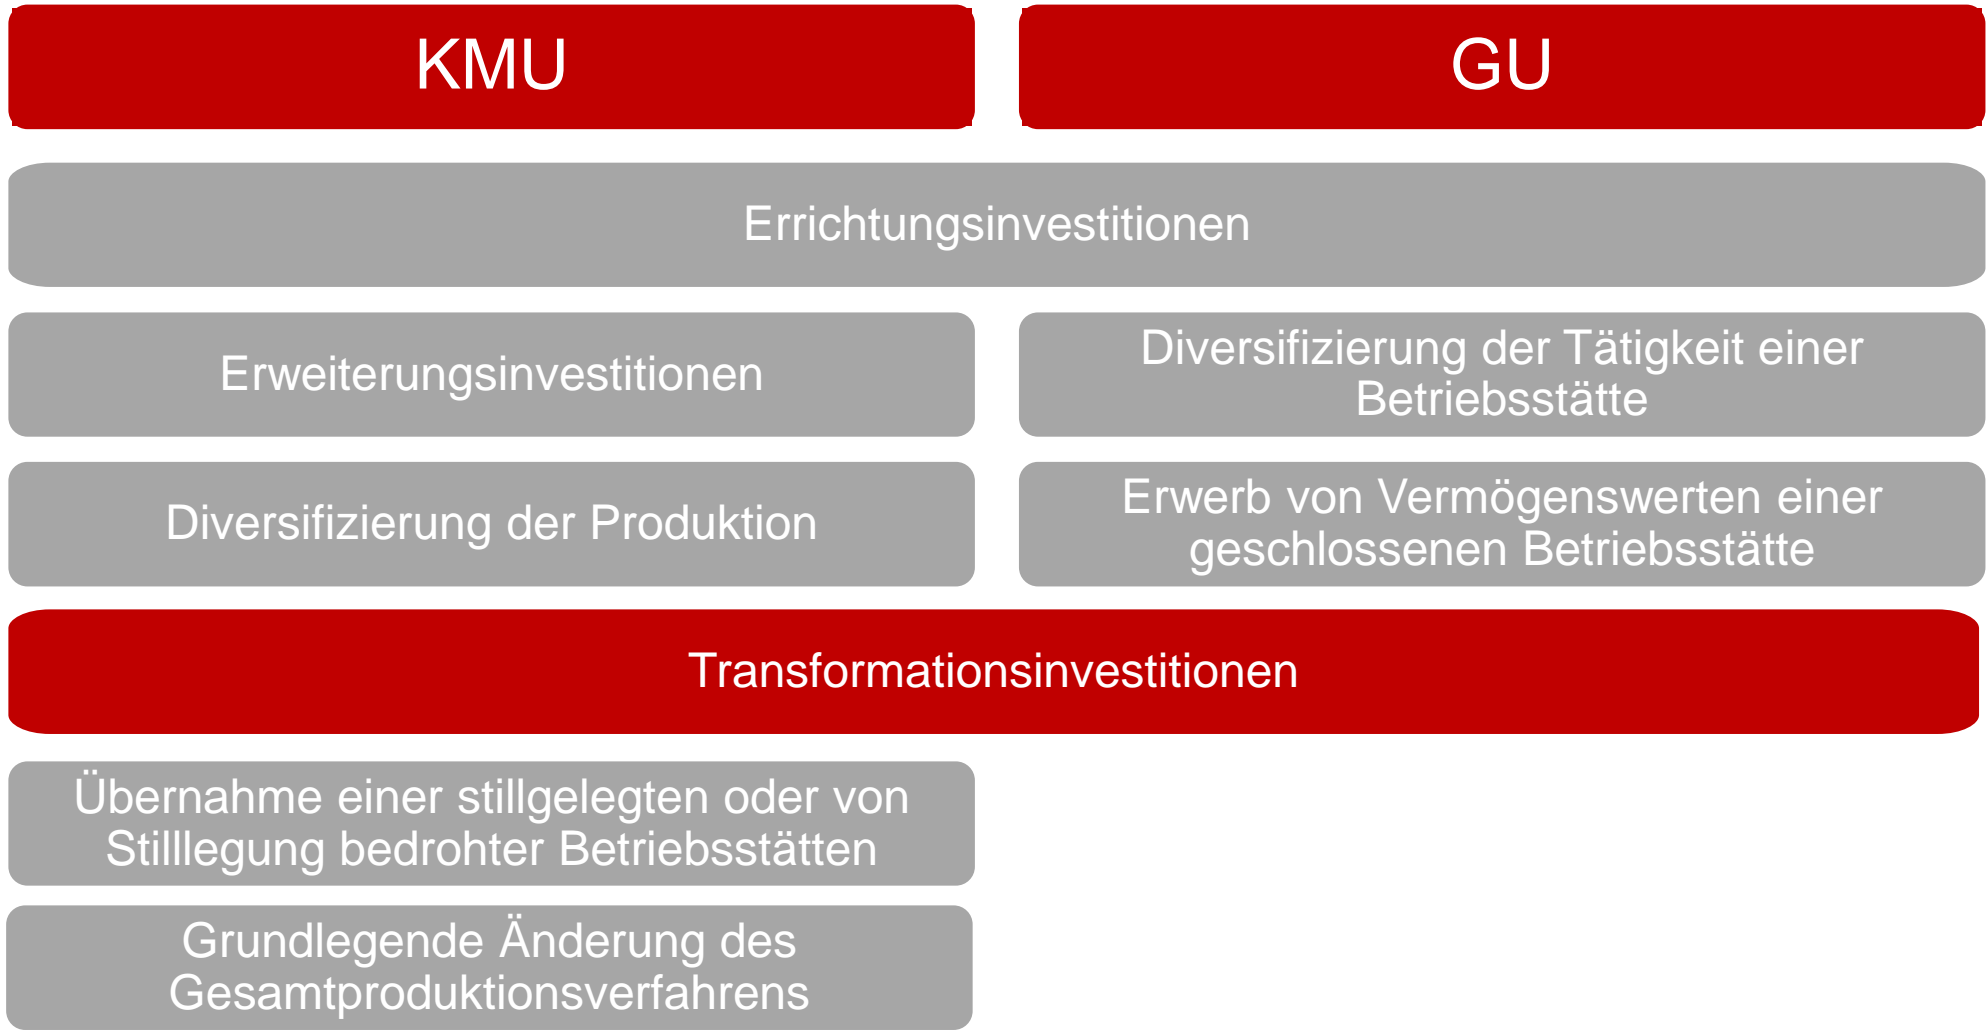 KMU
GU
Errichtungsinvestitionen
Erweiterungsinvestitionen
Diversifizierung der Tätigkeit einer
Betriebsstätte
Diversifizierung der Produktion
Erwerb von Vermögenswerten einer
geschlossenen Betriebsstätte
Transformationsinvestitionen
Übernahme einer stillgelegten oder von
Stilllegung bedrohter Betriebsstätten
Grundlegende Änderung des
Gesamtproduktionsverfahrens